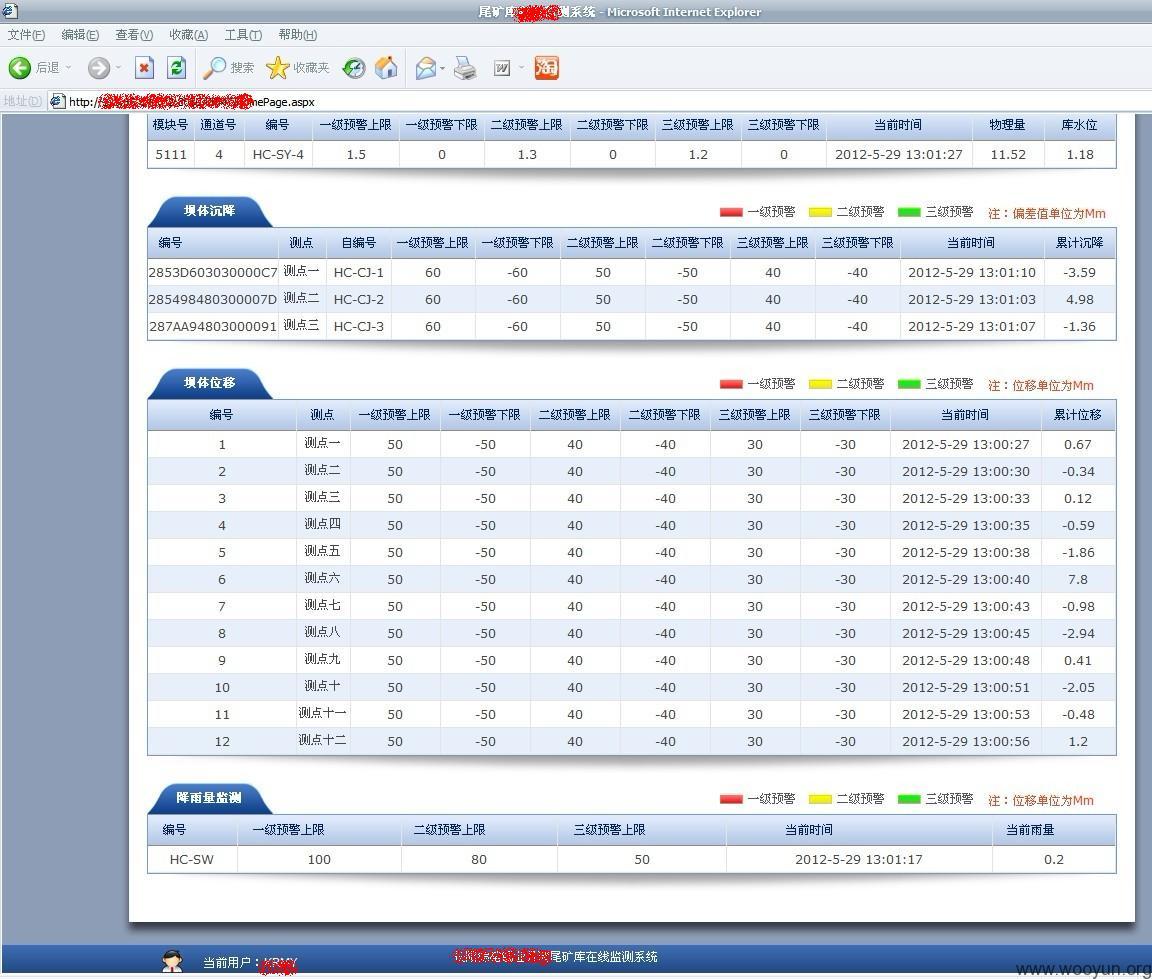 尾矿库 测系统 - Microsoft Internet Explorer
文件(F) 编辑(E) 查看(V) 收藏(A) 工具(T) 帮助(H)
后退 搜索 收藏夹 淘
地址(D) http:// mePage.aspx
模块号 通道号 编号 一级预警上限 一级预警下限 二级预警上限 二级预警下限 三级预警上限 三级预警下限 当前时间 物理量 库水位
5111 4 HC-SY-4 1.5 0 1.3 0 1.2 0 2012-5-29 13:01:27 11.52 1.18
坝体沉降 一级预警 二级预警 三级预警 注：偏差值单位为Mm
编号 测点 自编号 一级预警上限 一级预警下限 二级预警上限 二级预警下限 三级预警上限 三级预警下限 当前时间 累计沉降
2853D603030000C7 测点一 HC-CJ-1 60 -60 50 -50 40 -40 2012-5-29 13:01:10 -3.59
285498480300007D 测点二 HC-CJ-2 60 -60 50 -50 40 -40 2012-5-29 13:01:03 4.98
287AA94803000091 测点三 HC-CJ-3 60 -60 50 -50 40 -40 2012-5-29 13:01:07 -1.36
坝体位移 一级预警 二级预警 三级预警 注：位移单位为Mm
编号 测点 一级预警上限 一级预警下限 二级预警上限 二级预警下限 三级预警上限 三级预警下限 当前时间 累计位移
1 测点一 50 -50 40 -40 30 -30 2012-5-29 13:00:27 0.67
2 测点二 50 -50 40 -40 30 -30 2012-5-29 13:00:30 -0.34
3 测点三 50 -50 40 -40 30 -30 2012-5-29 13:00:33 0.12
4 测点四 50 -50 40 -40 30 -30 2012-5-29 13:00:35 -0.59
5 测点五 50 -50 40 -40 30 -30 2012-5-29 13:00:38 -1.86
6 测点六 50 -50 40 -40 30 -30 2012-5-29 13:00:40 7.8
7 测点七 50 -50 40 -40 30 -30 2012-5-29 13:00:43 -0.98
8 测点八 50 -50 40 -40 30 -30 2012-5-29 13:00:45 -2.94
9 测点九 50 -50 40 -40 30 -30 2012-5-29 13:00:48 0.41
10 测点十 50 -50 40 -40 30 -30 2012-5-29 13:00:51 -2.05
11 测点十一 50 -50 40 -40 30 -30 2012-5-29 13:00:53 -0.48
12 测点十二 50 -50 40 -40 30 -30 2012-5-29 13:00:56 1.2
降雨量监测 一级预警 二级预警 三级预警 注：位移单位为Mm
编号 一级预警上限 二级预警上限 三级预警上限 当前时间 当前雨量
HC-SW 100 80 50 2012-5-29 13:01:17 0.2
当前用户： 尾矿库在线监测系统
www.wooyun.org